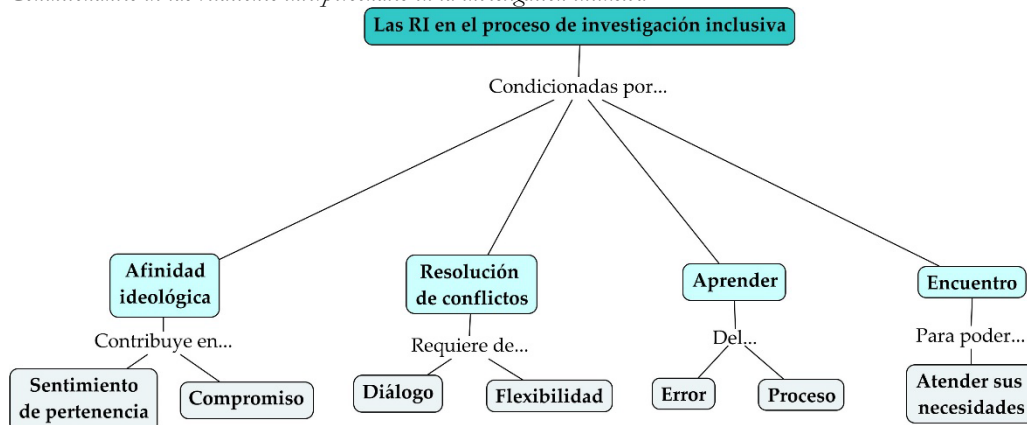 Las RI en el proceso de investigación inclusiva
Condicionadas por...
Afinidad
ideológica
Resolución
de conflictos
Aprender
Encuentro
Contribuye en...
Requiere de...
Del...
Para poder...
Sentimiento
de pertenencia
Compromiso
Diálogo
Flexibilidad
Error
Proceso
Atender sus
necesidades